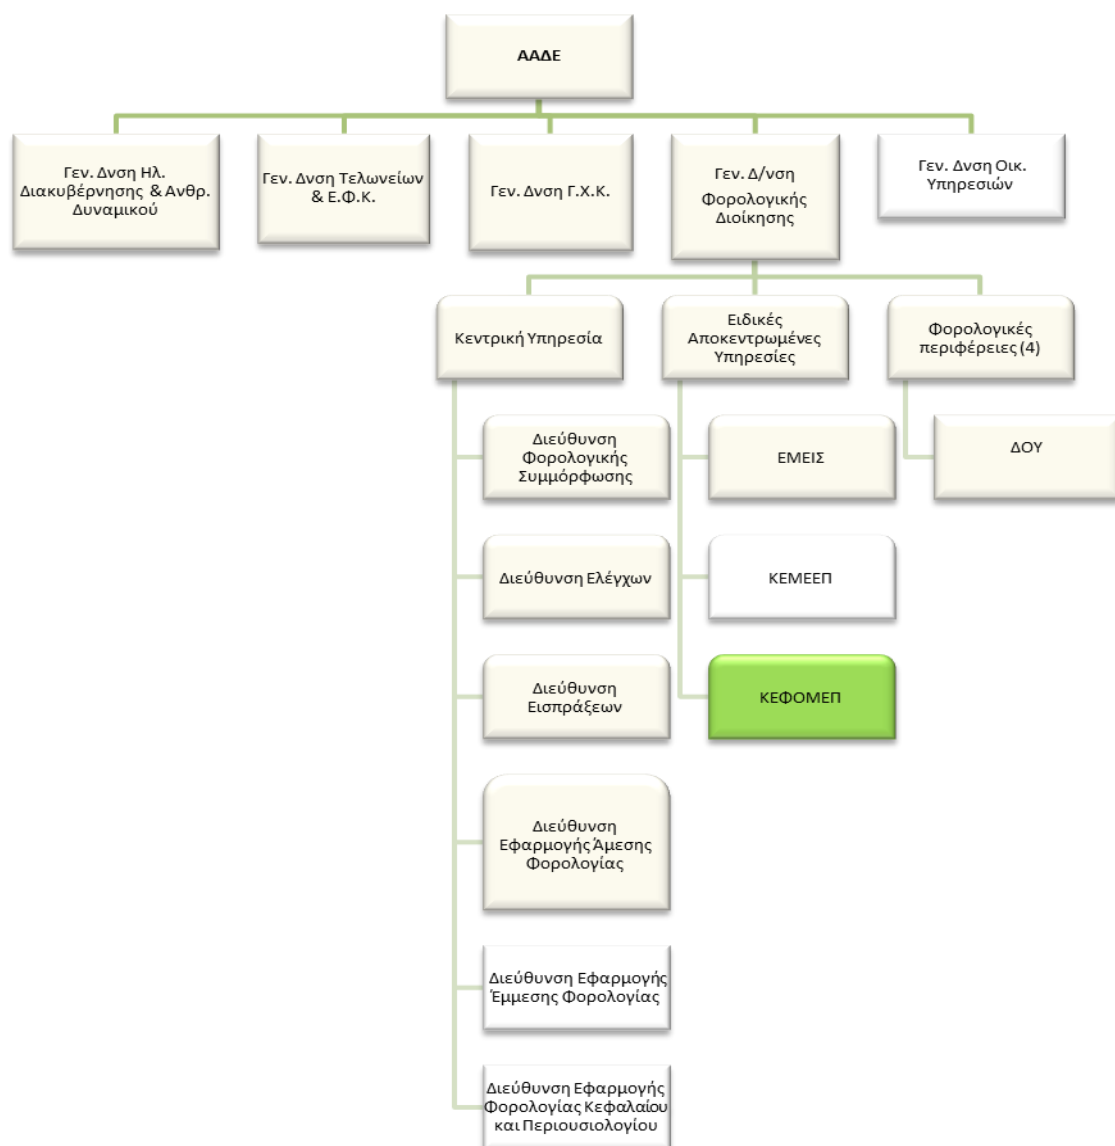 ΑΑΔΕ
Γεν. Δνση Ηλ.
Διακυβέρνησης & Ανθρ.
Δυναμικού
Γεν. Δνση Τελωνείων
& Ε.Φ.Κ.
Γεν. Δνση Γ.Χ.Κ.
Γεν. Δ/νση
Φορολογικής
Διοίκησης
Γεν. Δνση Οικ.
Υπηρεσιών
Κεντρική Υπηρεσία
Ειδικές
Αποκεντρωμένες
Υπηρεσίες
Φορολογικές
περιφέρειες (4)
Διεύθυνση
Φορολογικής
Συμμόρφωσης
ΕΜΕΙΣ
ΔΟΥ
Διεύθυνση Ελέγχων
ΚΕΜΕΕΠ
Διεύθυνση
Εισπράξεων
ΚΕΦΟΜΕΠ
Διεύθυνση
Εφαρμογής Άμεσης
Φορολογίας
Διεύθυνση Εφαρμογής
Έμμεσης Φορολογίας
Διεύθυνση Εφαρμογής
Φορολογίας Κεφαλαίου
και Περιουσιολογίου